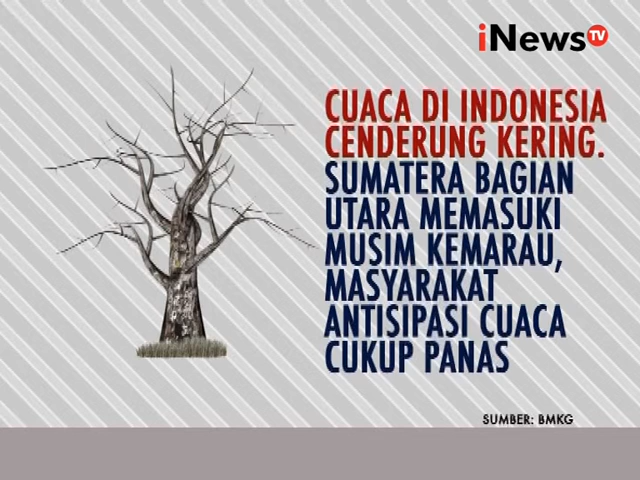 iNews TV
CUACA DI INDONESIA
CENDERUNG KERING.
SUMATERA BAGIAN
UTARA MEMASUKI
MUSIM KEMARAU,
MASYARAKAT
ANTISIPASI CUACA
CUKUP PANAS
SUMBER: BMKG